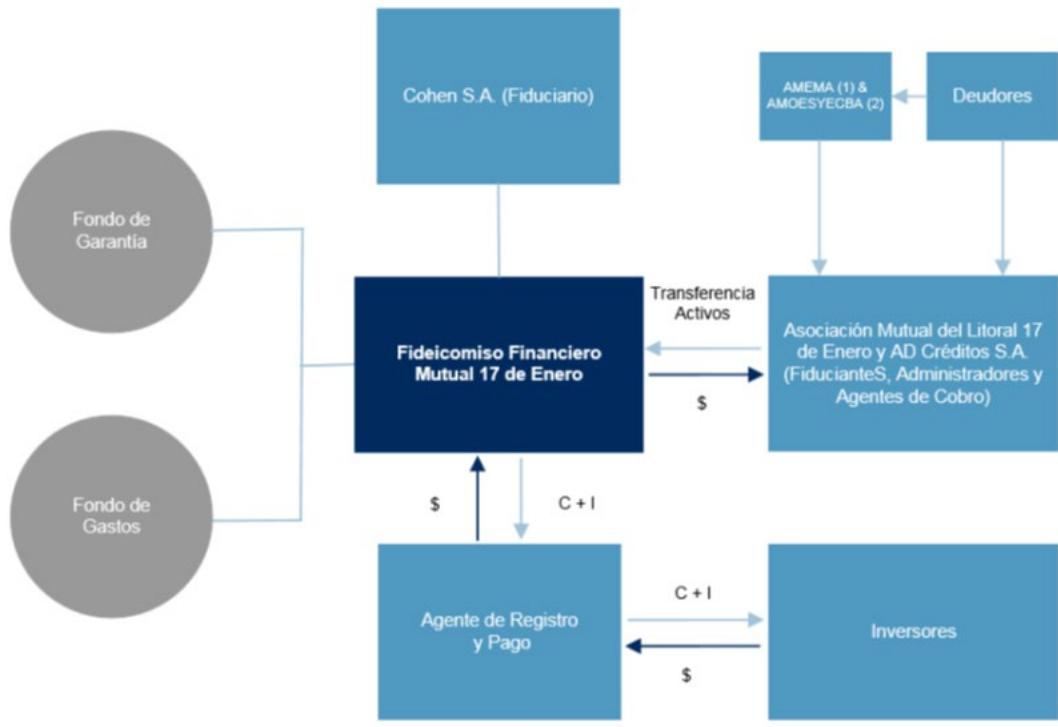 Cohen S.A. (Fiduciario)
AMEMA (1) &
AMOESYECBA (2)
Deudores
Fondo de
Garantía
Transferencia
Activos
Fideicomiso Financiero
Mutual 17 de Enero
$
Asociación Mutual del Litoral 17
de Enero y AD Créditos S.A.
(FiducianteS, Administradores y
Agentes de Cobro)
Fondo de
Gastos
$
C + I
Agente de Registro
y Pago
C + I
$
Inversores